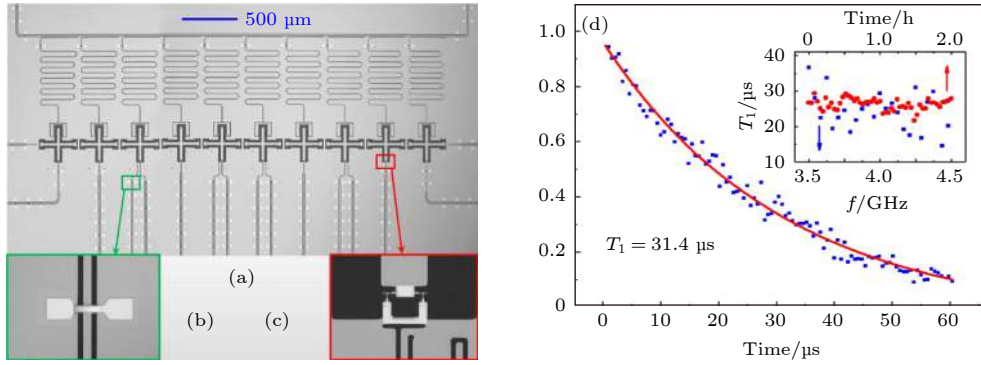 500 µm
(a)
(b)
(c)
(d)
1.0
0.8
0.6
0.4
0.2
0
0 10 20 30 40 50 60
Time/µs
T₁ = 31.4 µs
Time/h
0 1.0 2.0
40
30
20
10
T₁/µs
3.5 4.0 4.5
f/GHz